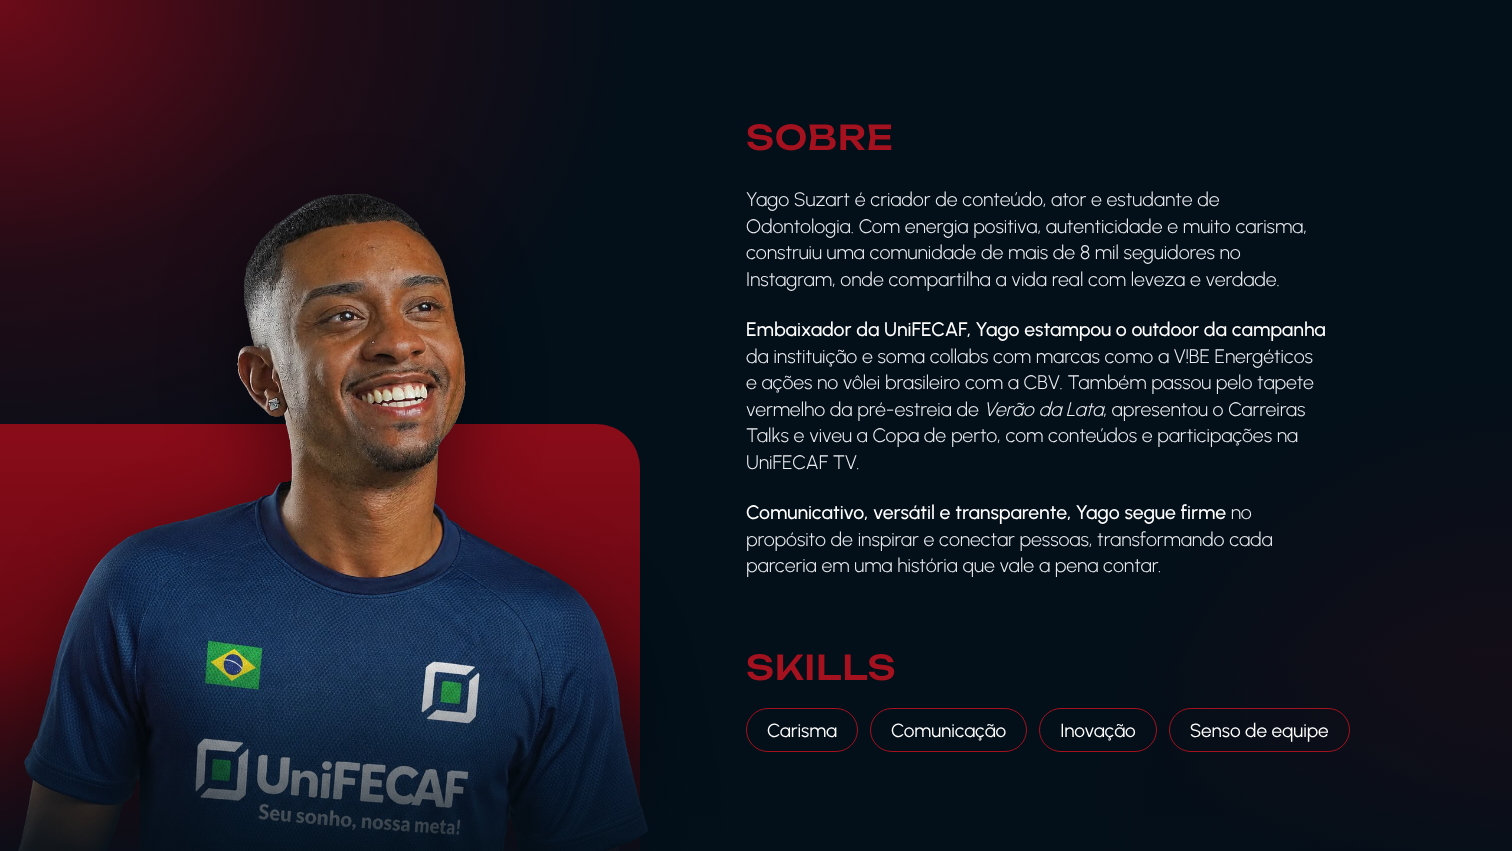 SOBRE
Yago Suzart é criador de conteúdo, ator e estudante de
Odontologia. Com energia positiva, autenticidade e muito carisma,
construiu uma comunidade de mais de 8 mil seguidores no
Instagram, onde compartilha a vida real com leveza e verdade.
Embaixador da UniFECAF, Yago estampou o outdoor da campanha
da instituição e soma collabs com marcas como a V!BE Energéticos
e ações no vôlei brasileiro com a CBV. Também passou pelo tapete
vermelho da pré-estreia de Verão da Lata, apresentou o Carreiras
Talks e viveu a Copa de perto, com conteúdos e participações na
UniFECAF TV.
Comunicativo, versátil e transparente, Yago segue firme no
propósito de inspirar e conectar pessoas, transformando cada
parceria em uma história que vale a pena contar.
SKILLS
Carisma Comunicação Inovação Senso de equipe
UniFECAF
Seu sonho, nossa meta!